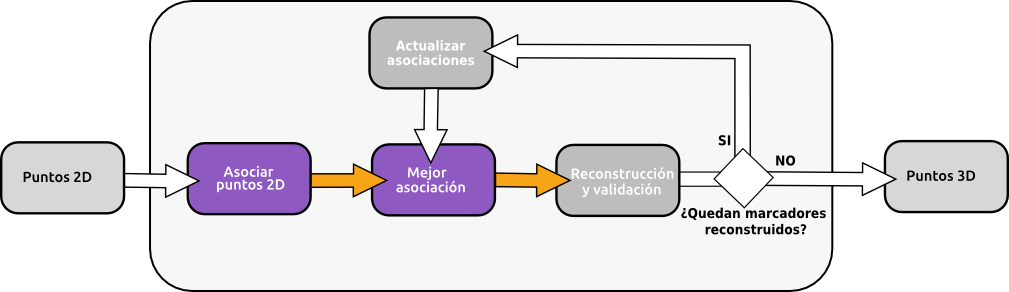 Actualizar
asociaciones
SI
NO
Puntos 2D
Asociar
puntos 2D
Mejor
asociación
Reconstrucción
y validación
¿Quedan marcadores
reconstruidos?
Puntos 3D